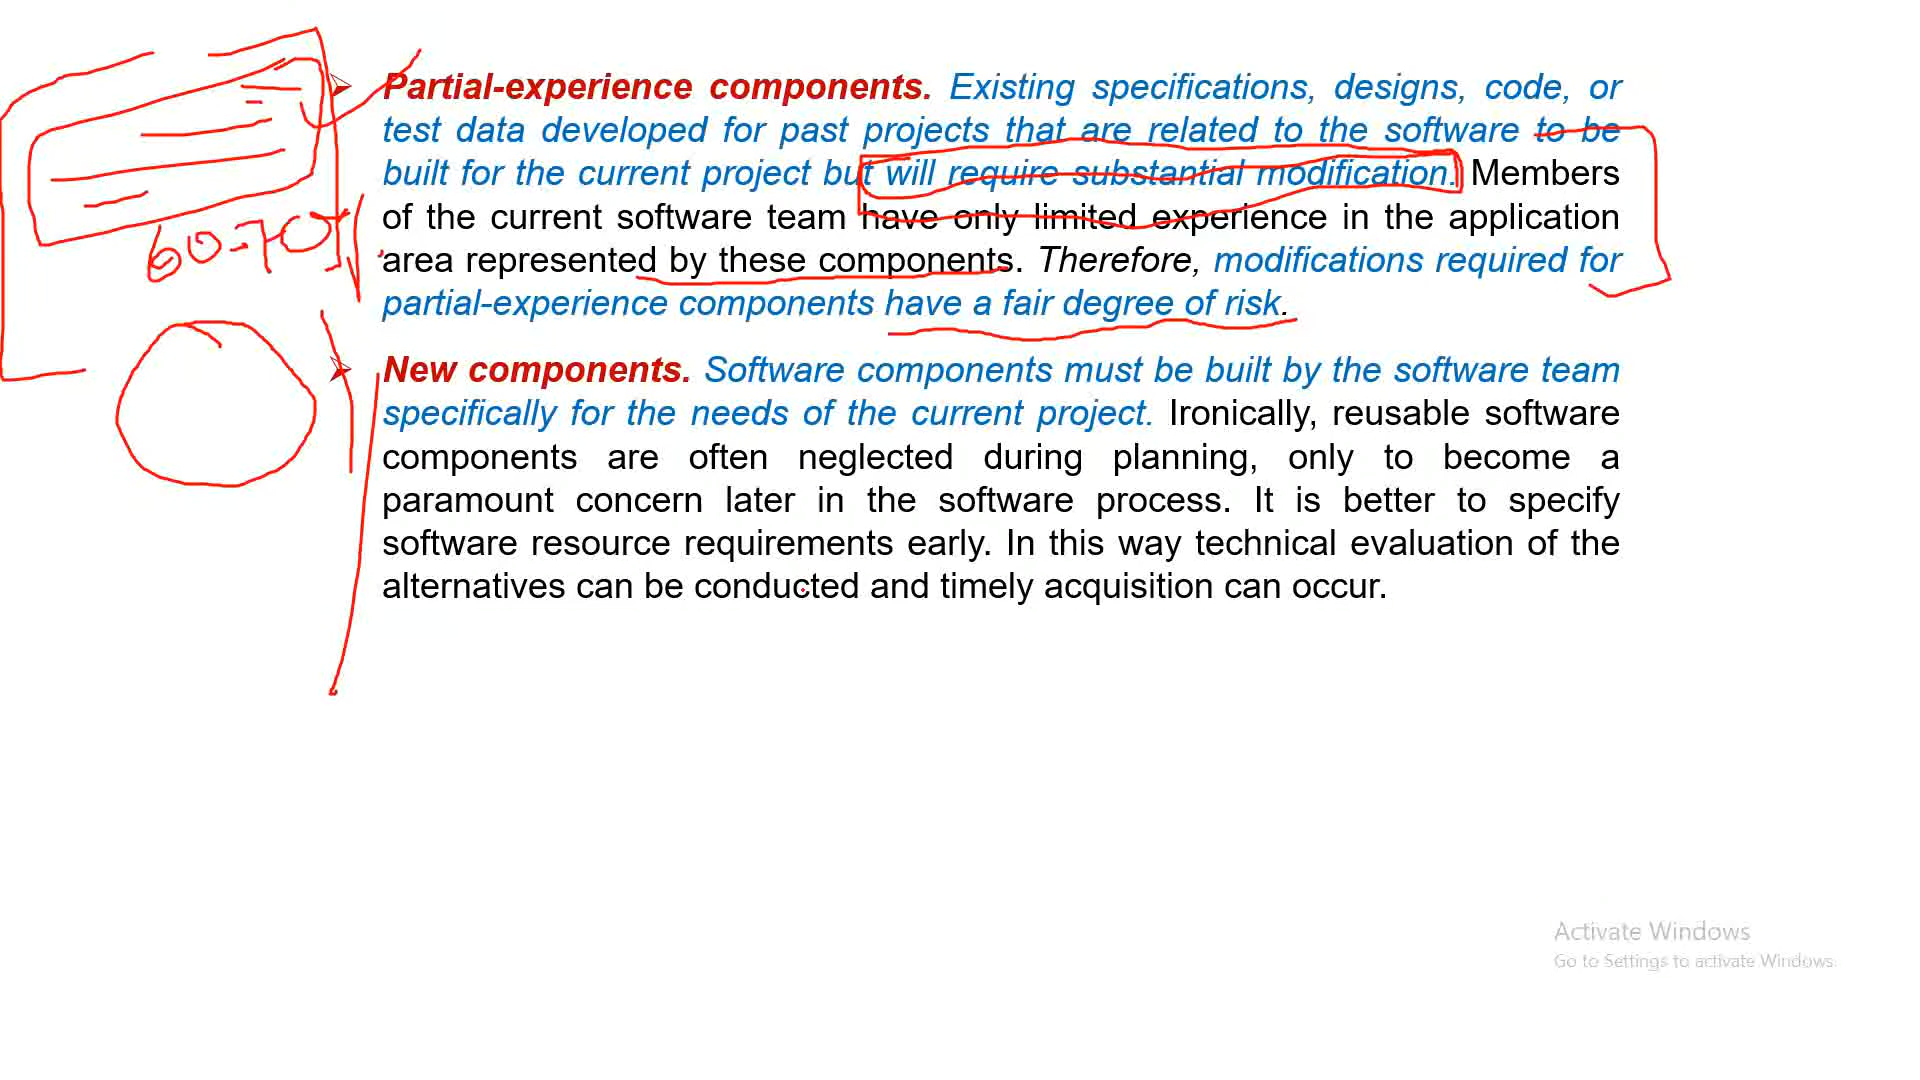 Partial-experience components. Existing specifications, designs, code, or
test data developed for past projects that are related to the software to be
built for the current project but will require substantial modification. Members
of the current software team have only limited experience in the application
area represented by these components. Therefore, modifications required for
partial-experience components have a fair degree of risk.
60-70%
New components. Software components must be built by the software team
specifically for the needs of the current project. Ironically, reusable software
components are often neglected during planning, only to become a
paramount concern later in the software process. It is better to specify
software resource requirements early. In this way technical evaluation of the
alternatives can be conducted and timely acquisition can occur.
Activate Windows
Go to Settings to activate Windows.